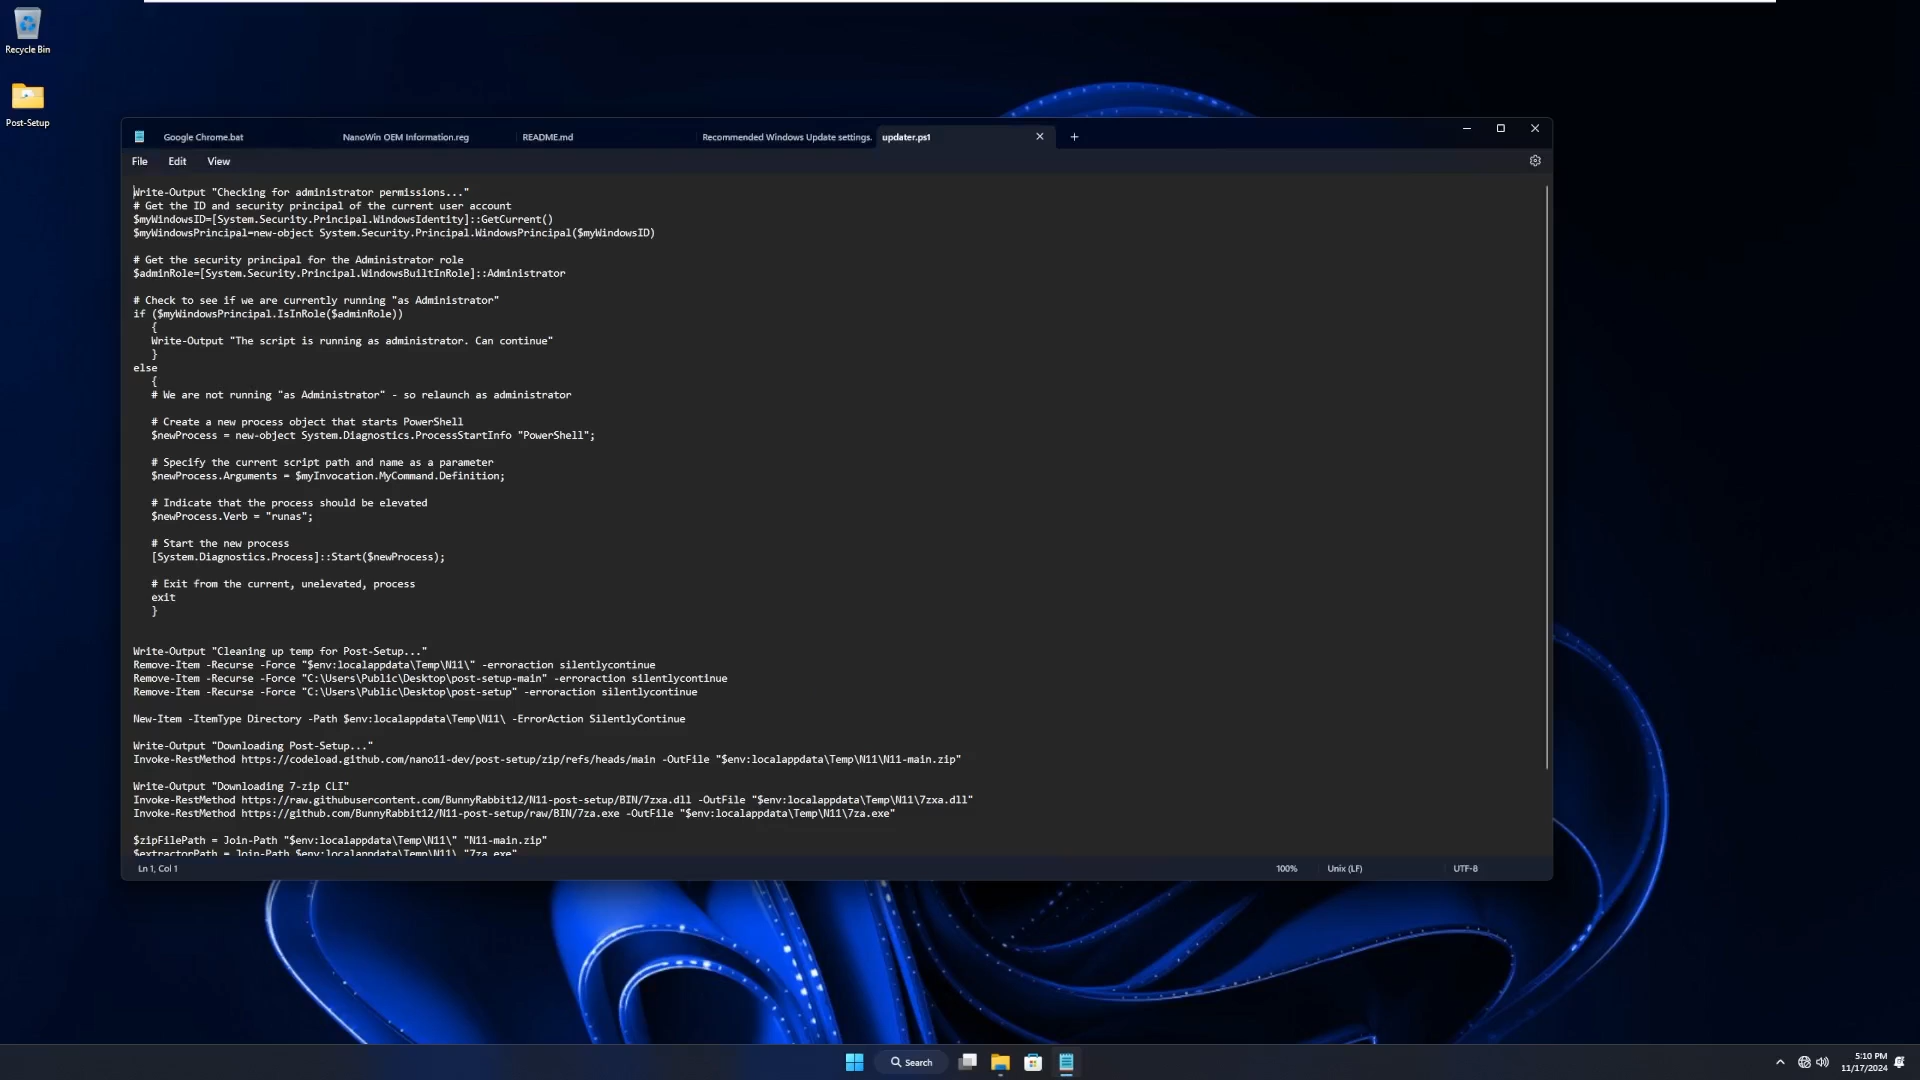 Recycle Bin
Post-Setup
Google Chrome.bat
NanoWin OEM Information.reg
README.md
Recommended Windows Update settings.
updater.ps1
File
Edit
View
Write-Output "Checking for administrator permissions..."
# Get the ID and security principal of the current user account
$myWindowsID=[System.Security.Principal.WindowsIdentity]::GetCurrent()
$myWindowsPrincipal=new-object System.Security.Principal.WindowsPrincipal($myWindowsID)
# Get the security principal for the Administrator role
$adminRole=[System.Security.Principal.WindowsBuiltInRole]::Administrator
# Check to see if we are currently running "as Administrator"
if ($myWindowsPrincipal.IsInRole($adminRole))
{
Write-Output "The script is running as administrator. Can continue"
}
else
{
# We are not running "as Administrator" - so relaunch as administrator
# Create a new process object that starts PowerShell
$newProcess = new-object System.Diagnostics.ProcessStartInfo "PowerShell";
# Specify the current script path and name as a parameter
$newProcess.Arguments = $myInvocation.MyCommand.Definition;
# Indicate that the process should be elevated
$newProcess.Verb = "runas";
# Start the new process
[System.Diagnostics.Process]::Start($newProcess);
# Exit from the current, unelevated, process
exit
}
Write-Output "Cleaning up temp for Post-Setup..."
Remove-Item -Recurse -Force "$env:localappdata\Temp\N11\" -erroraction silentlycontinue
Remove-Item -Recurse -Force "C:\Users\Public\Desktop\post-setup-main" -erroraction silentlycontinue
Remove-Item -Recurse -Force "C:\Users\Public\Desktop\post-setup" -erroraction silentlycontinue
New-Item -ItemType Directory -Path $env:localappdata\Temp\N11\ -ErrorAction SilentlyContinue
Write-Output "Downloading Post-Setup..."
Invoke-RestMethod https://codeload.github.com/nano11-dev/post-setup/zip/refs/heads/main -OutFile "$env:localappdata\Temp\N11\N11-main.zip"
Write-Output "Downloading 7-zip CLI"
Invoke-RestMethod https://raw.githubusercontent.com/BunnyRabbit12/N11-post-setup/BIN/7zxa.dll -OutFile "$env:localappdata\Temp\N11\7zxa.dll"
Invoke-RestMethod https://github.com/BunnyRabbit12/N11-post-setup/raw/BIN/7za.exe -OutFile "$env:localappdata\Temp\N11\7za.exe"
$zipFilePath = Join-Path "$env:localappdata\Temp\N11\" "N11-main.zip"
$extractorPath = Join-Path $env:localappdata\Temp\N11\ "7za.exe"
Ln 1, Col 1
100%
Unix (LF)
UTF-8
Search
5:10 PM
11/17/2024